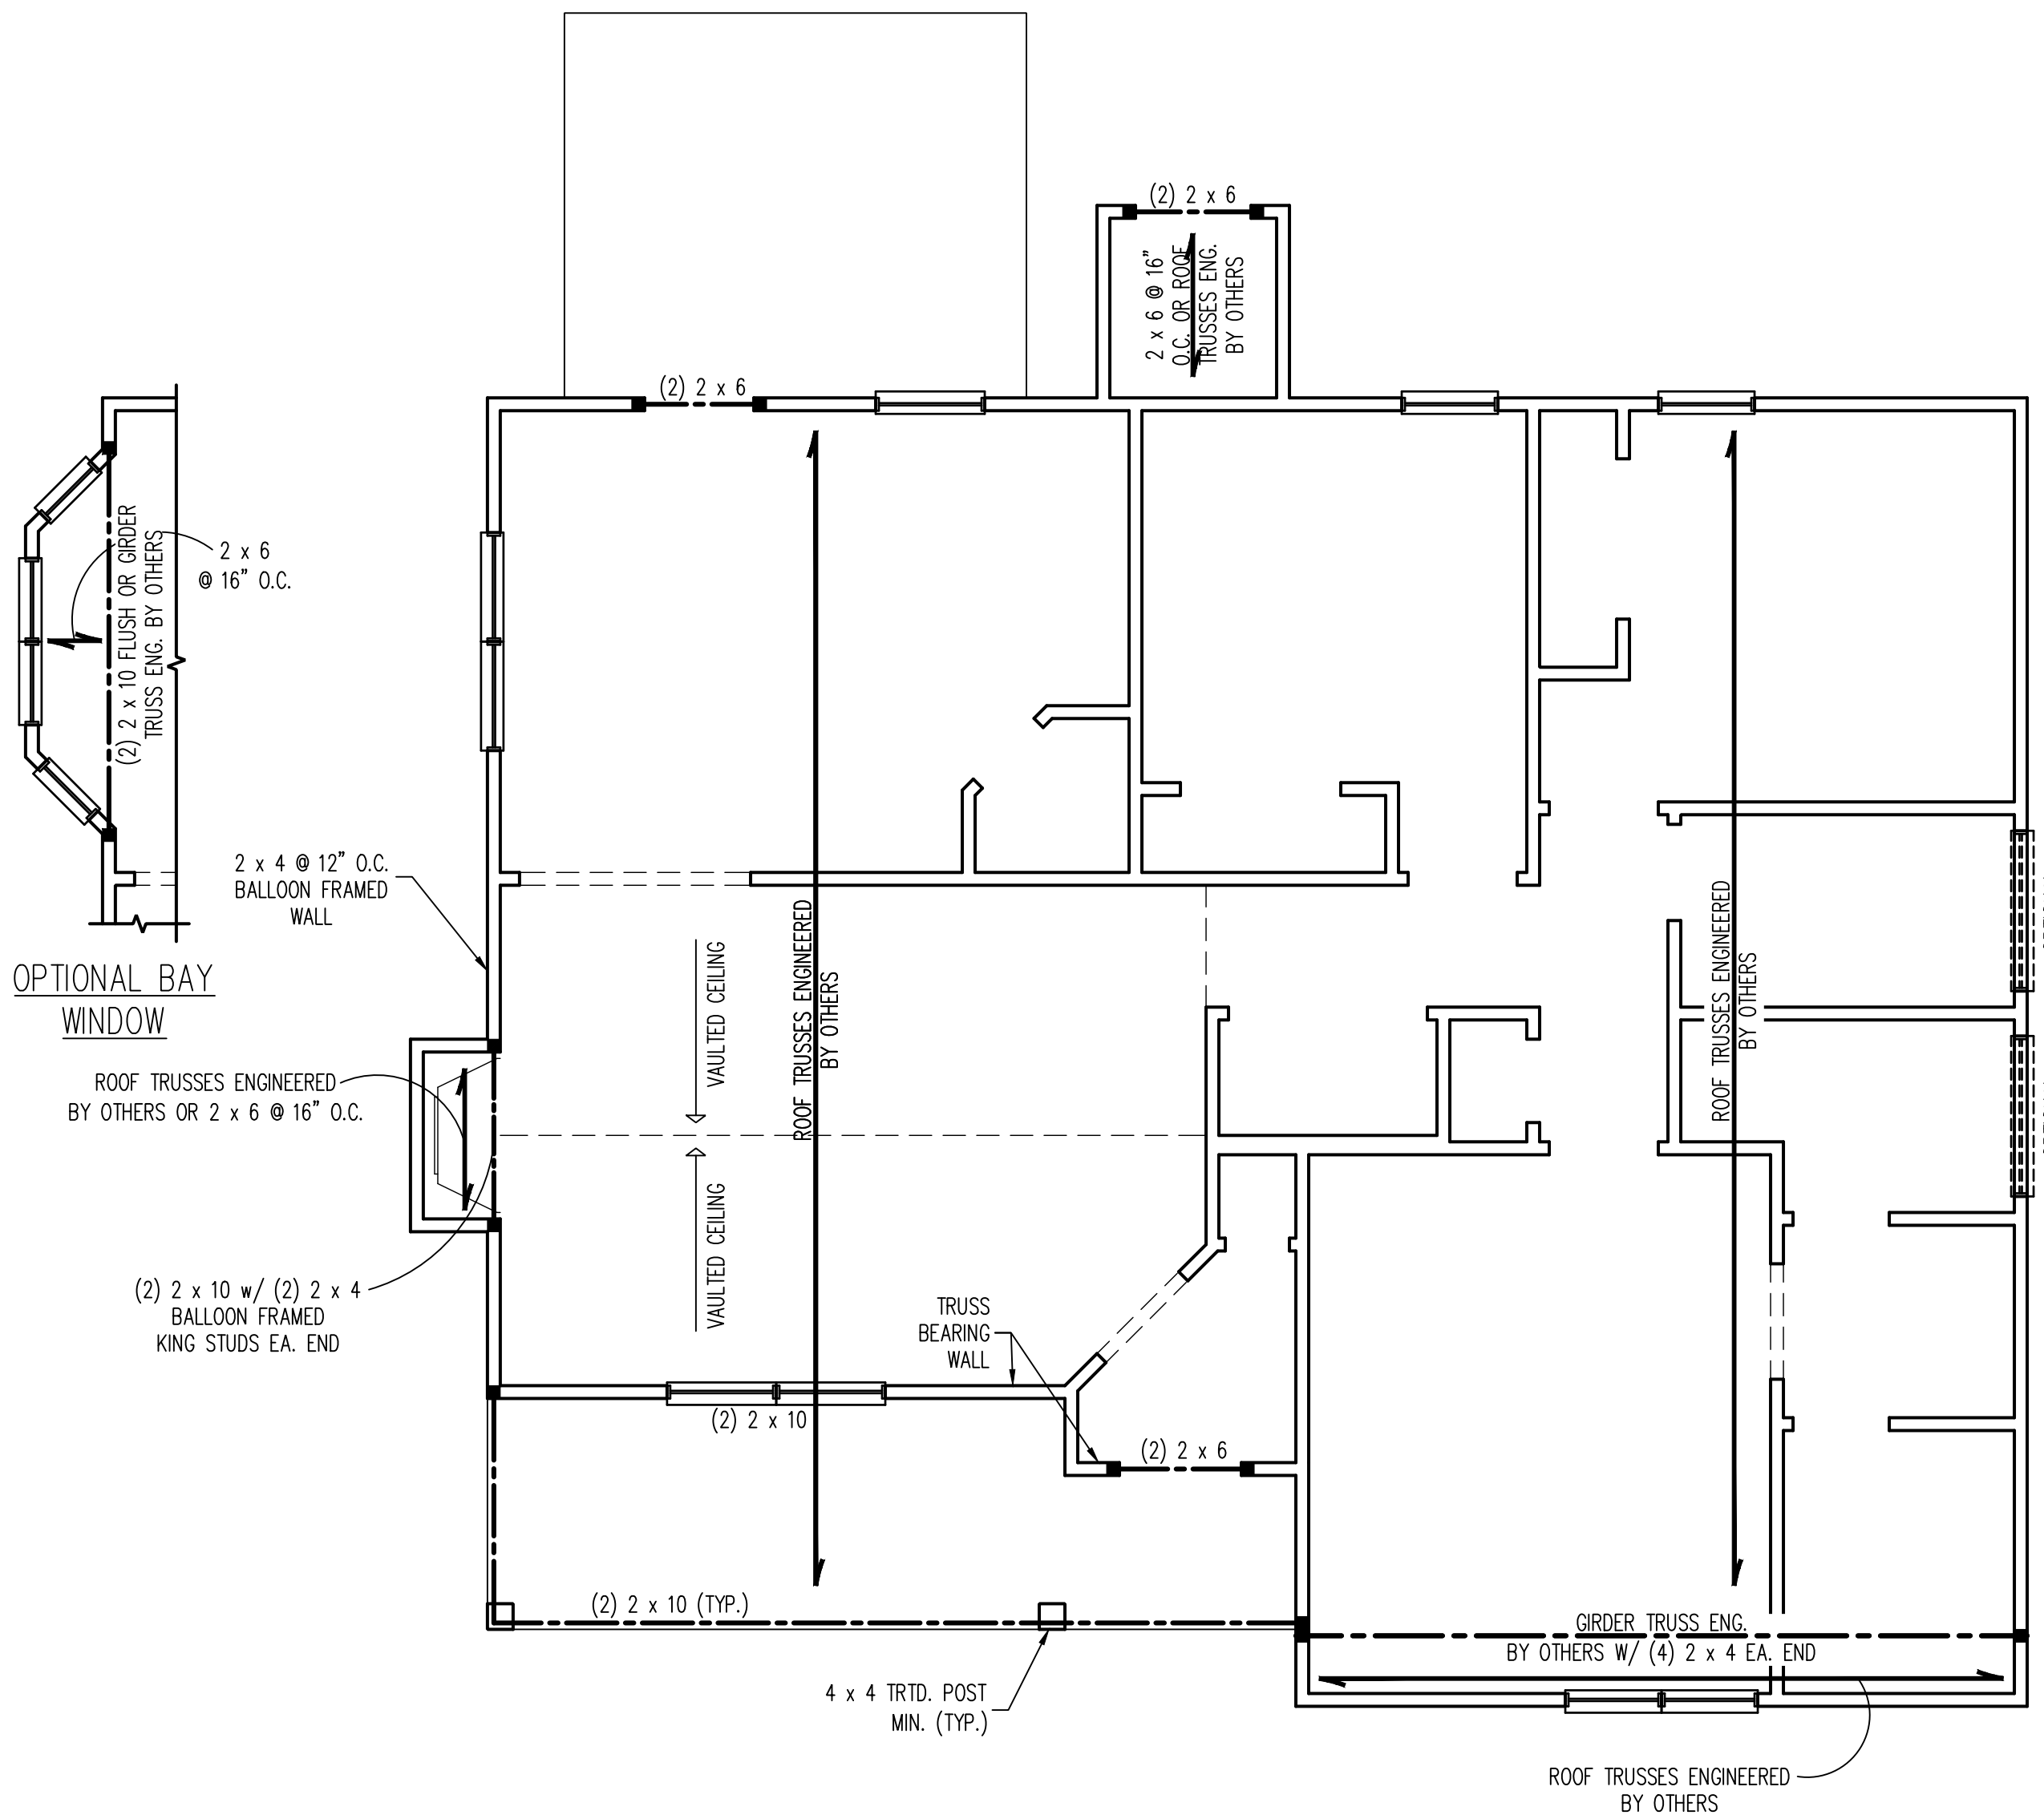 (2) 2 x 6
2 x 6 @ 16"
O.C. OR ROOF
TRUSSES ENG.
BY OTHERS
(2) 2 x 6
(2) 2 x 10 FLUSH OR GIRDER
TRUSS ENG. BY OTHERS
2 x 6
@ 16" O.C.
2 x 4 @ 12" O.C.
BALLOON FRAMED
WALL
OPTIONAL BAY
WINDOW
ROOF TRUSSES ENGINEERED
BY OTHERS OR 2 x 6 @ 16" O.C.
VAULTED CEILING
VAULTED CEILING
ROOF TRUSSES ENGINEERED
BY OTHERS
ROOF TRUSSES ENGINEERED
BY OTHERS
(2) 2 x 10 w/ (2) 2 x 4
BALLOON FRAMED
KING STUDS EA. END
TRUSS
BEARING
WALL
(2) 2 x 10
(2) 2 x 6
(2) 2 x 10 (TYP.)
GIRDER TRUSS ENG.
BY OTHERS W/ (4) 2 x 4 EA. END
4 x 4 TRTD. POST
MIN. (TYP.)
ROOF TRUSSES ENGINEERED
BY OTHERS